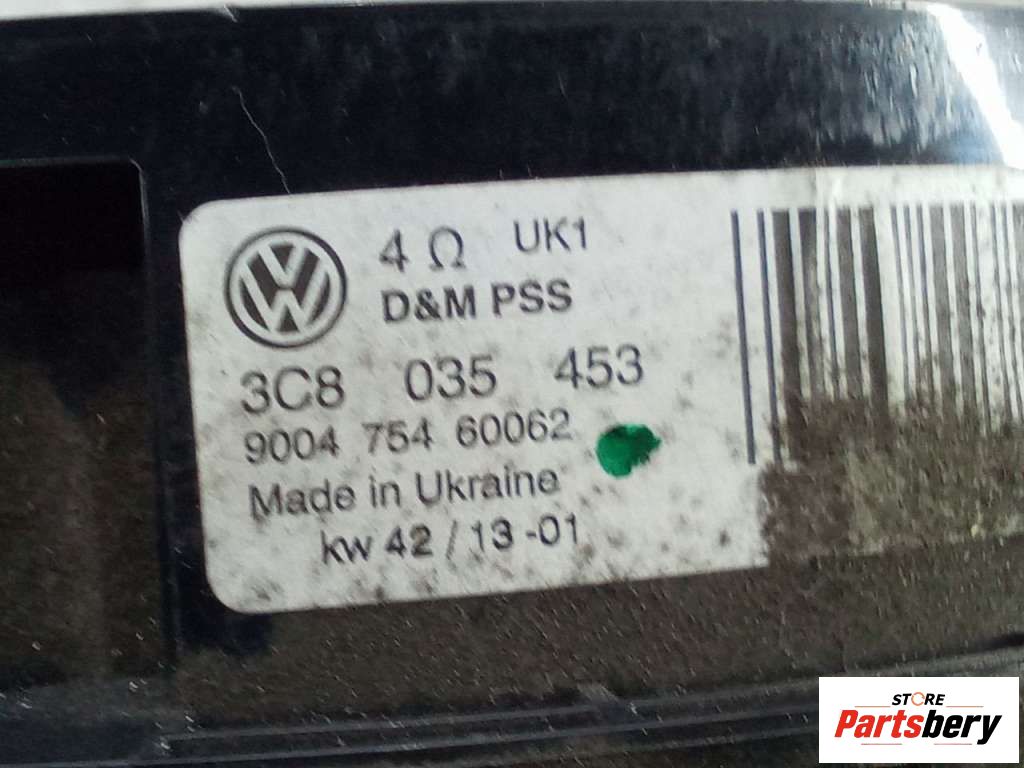 4 Ω UK1
D&M PSS
3C8 035 453
9004 754 60062
Made in Ukraine
kw 42 / 13 -01
STORE
Partsbery